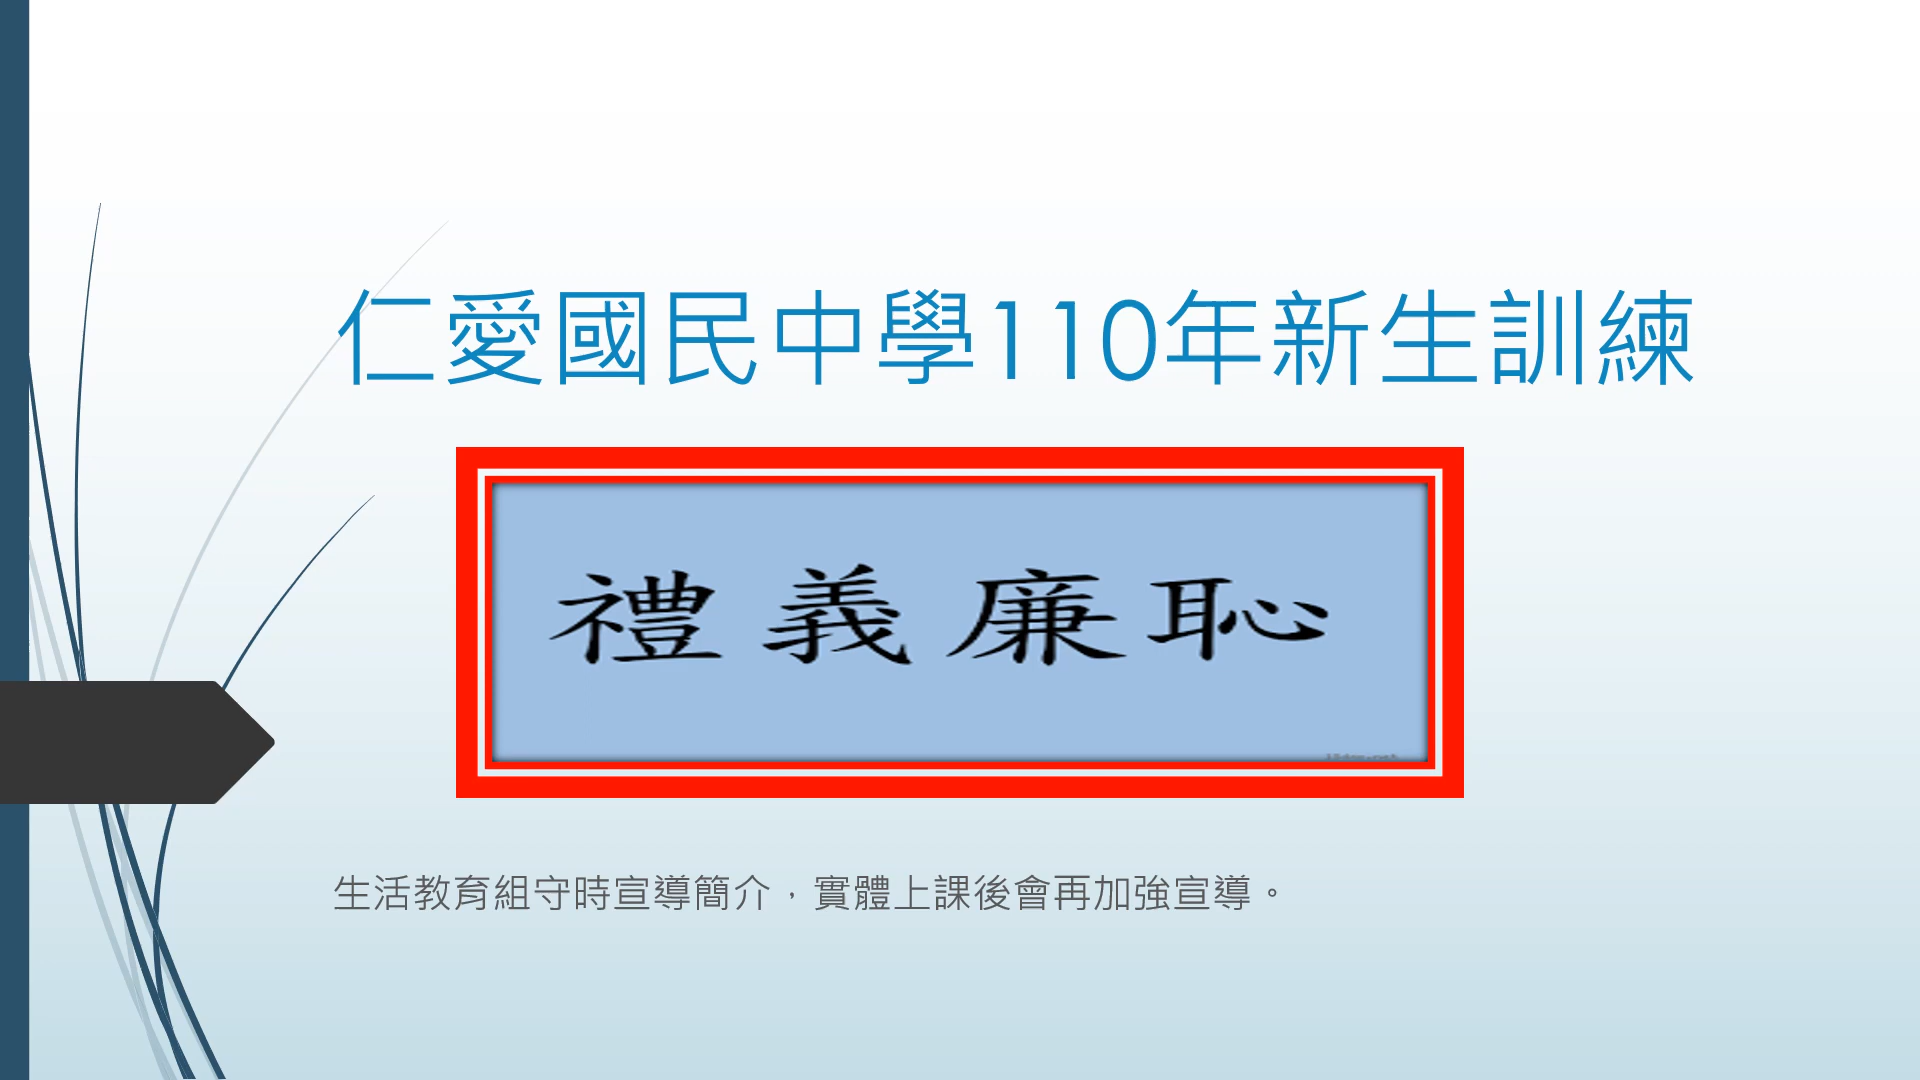 仁愛國民中學110年新生訓練
禮義廉恥
生活教育組守時宣導簡介，實體上課後會再加強宣導。